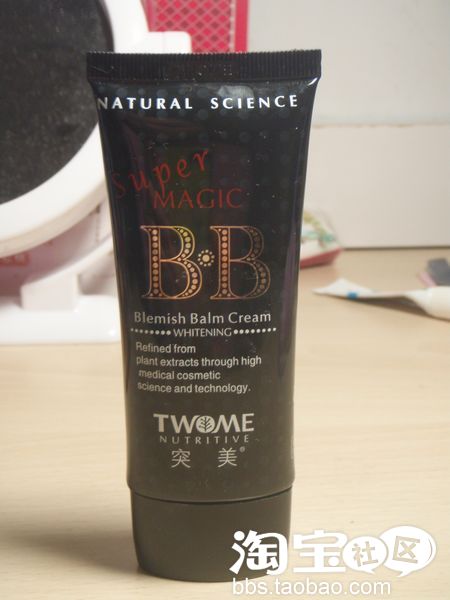 NATURAL SCIENCE
Super
MAGIC
B·B
Blemish Balm Cream
WHITENING
Refined from
plant extracts through high
medical cosmetic
science and technology.
TWOME
NUTRITIVE
突美®
淘宝社区
bbs.taobao.com